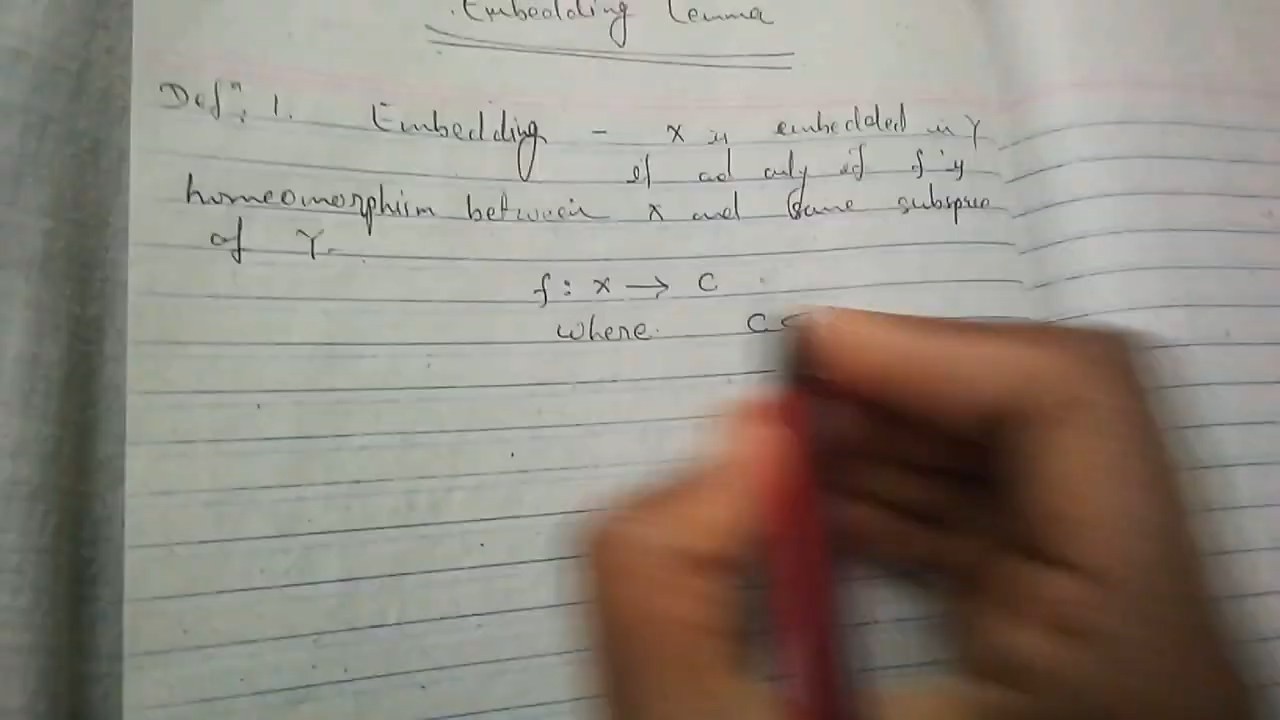 Embedding Lemma
Defⁿ. 1. Embedding - X is embedded in Y
if and only if f is
homeomorphism between X and some subspace
of Y.
f : X → C
where C ⊂